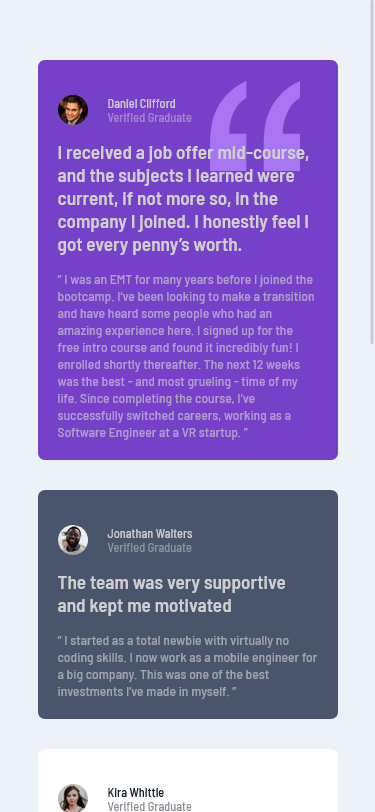 Daniel Clifford
Verified Graduate
I received a job offer mid-course,
and the subjects I learned were
current, if not more so, in the
company I joined. I honestly feel I
got every penny’s worth.
“ I was an EMT for many years before I joined the
bootcamp. I’ve been looking to make a transition
and have heard some people who had an
amazing experience here. I signed up for the
free intro course and found it incredibly fun! I
enrolled shortly thereafter. The next 12 weeks
was the best - and most grueling - time of my
life. Since completing the course, I’ve
successfully switched careers, working as a
Software Engineer at a VR startup. ”
Jonathan Walters
Verified Graduate
The team was very supportive
and kept me motivated
“ I started as a total newbie with virtually no
coding skills. I now work as a mobile engineer for
a big company. This was one of the best
investments I’ve made in myself. ”
Kira Whittle
Verified Graduate